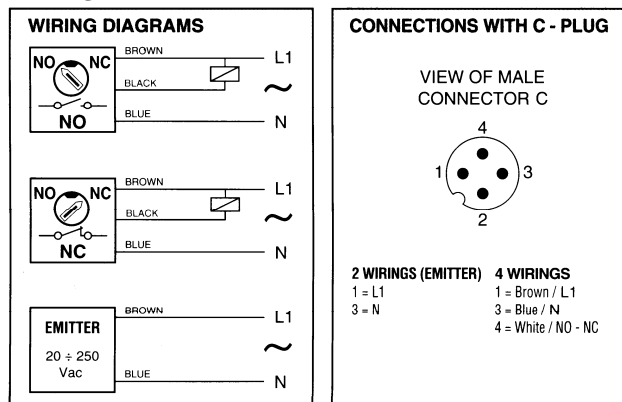 WIRING DIAGRAMS
NO NC
NO
BROWN
L1
BLACK
~
BLUE
N
NO NC
NC
BROWN
L1
BLACK
~
BLUE
N
EMITTER
20 ÷ 250
Vac
BROWN
L1
~
BLUE
N
CONNECTIONS WITH C - PLUG
VIEW OF MALE
CONNECTOR C
4
1
3
2
2 WIRINGS (EMITTER)
1 = L1
3 = N
4 WIRINGS
1 = Brown / L1
3 = Blue / N
4 = White / NO - NC